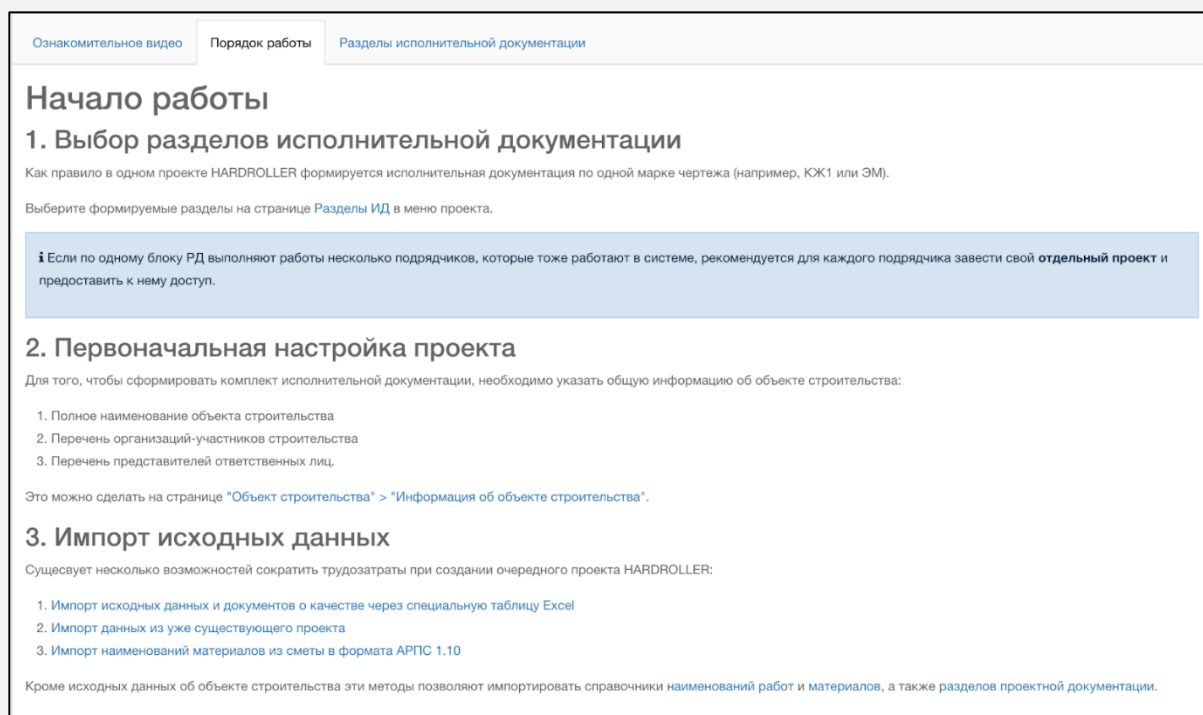 Ознакомительное видео
Порядок работы
Разделы исполнительной документации
Начало работы
1. Выбор разделов исполнительной документации
Как правило в одном проекте HARDROLLER формируется исполнительная документация по одной марке чертежа (например, КЖ1 или ЭМ).
Выберите формируемые разделы на странице Разделы ИД в меню проекта.
i Если по одному блоку РД выполняют работы несколько подрядчиков, которые тоже работают в системе, рекомендуется для каждого подрядчика завести свой отдельный проект и
предоставить к нему доступ.
2. Первоначальная настройка проекта
Для того, чтобы сформировать комплект исполнительной документации, необходимо указать общую информацию об объекте строительства:
1. Полное наименование объекта строительства
2. Перечень организаций-участников строительства
3. Перечень представителей ответственных лиц.
Это можно сделать на странице "Объект строительства" > "Информация об объекте строительства".
3. Импорт исходных данных
Сущесвует несколько возможностей сократить трудозатраты при создании очередного проекта HARDROLLER:
1. Импорт исходных данных и документов о качестве через специальную таблицу Excel
2. Импорт данных из уже существующего проекта
3. Импорт наименований материалов из сметы в формата АРПС 1.10
Кроме исходных данных об объекте строительства эти методы позволяют импортировать справочники наименований работ и материалов, а также разделов проектной документации.